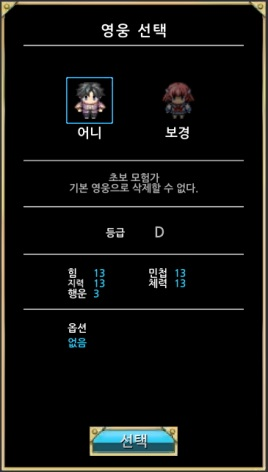 영웅 선택
어니 보경
초보 모험가
기본 영웅으로 삭제할 수 없다.
등급 D
힘 13 민첩 13
지력 13 체력 13
행운 3
옵션
없음
선택